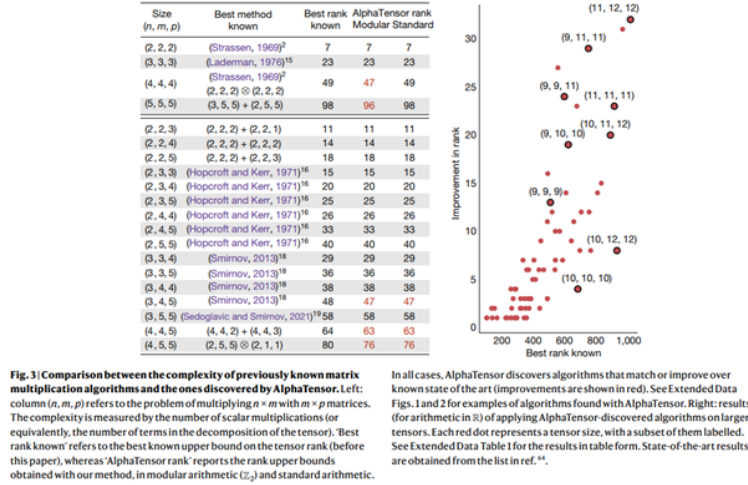 Size Best method Best rank AlphaTensor rank
(n, m, p) known known Modular Standard
(2, 2, 2) (Strassen, 1969)² 7 7 7
(3, 3, 3) (Laderman, 1976)¹⁵ 23 23 23
(4, 4, 4) (Strassen, 1969)² 49 47 49
(2, 2, 2) ⊗ (2, 2, 2)
(5, 5, 5) (3, 5, 5) + (2, 5, 5) 98 96 98
(2, 2, 3) (2, 2, 2) + (2, 2, 1) 11 11 11
(2, 2, 4) (2, 2, 2) + (2, 2, 2) 14 14 14
(2, 2, 5) (2, 2, 2) + (2, 2, 3) 18 18 18
(2, 3, 3) (Hopcroft and Kerr, 1971)¹⁶ 15 15 15
(2, 3, 4) (Hopcroft and Kerr, 1971)¹⁶ 20 20 20
(2, 3, 5) (Hopcroft and Kerr, 1971)¹⁶ 25 25 25
(2, 4, 4) (Hopcroft and Kerr, 1971)¹⁶ 26 26 26
(2, 4, 5) (Hopcroft and Kerr, 1971)¹⁶ 33 33 33
(2, 5, 5) (Hopcroft and Kerr, 1971)¹⁶ 40 40 40
(3, 3, 4) (Smirnov, 2013)¹⁸ 29 29 29
(3, 3, 5) (Smirnov, 2013)¹⁸ 36 36 36
(3, 4, 4) (Smirnov, 2013)¹⁸ 38 38 38
(3, 4, 5) (Smirnov, 2013)¹⁸ 48 47 47
(3, 5, 5) (Sedoglavic and Smirnov, 2021)¹⁹ 58 58 58
(4, 4, 5) (4, 4, 2) + (4, 4, 3) 64 63 63
(4, 5, 5) (2, 5, 5) ⊗ (2, 1, 1) 80 76 76
Improvement in rank
30
25
20
15
10
5
0
(11, 12, 12)
(9, 11, 11)
(9, 9, 11)
(11, 11, 11)
(10, 11, 12)
(9, 10, 10)
(9, 9, 9)
(10, 12, 12)
(10, 10, 10)
200 400 600 800 1,000
Best rank known
Fig. 3 | Comparison between the complexity of previously known matrix
multiplication algorithms and the ones discovered by AlphaTensor. Left:
column (n, m, p) refers to the problem of multiplying n × m with m × p matrices.
The complexity is measured by the number of scalar multiplications (or
equivalently, the number of terms in the decomposition of the tensor). 'Best
rank known' refers to the best known upper bound on the tensor rank (before
this paper), whereas 'AlphaTensor rank' reports the rank upper bounds
obtained with our method, in modular arithmetic (ℤ₂) and standard arithmetic.
In all cases, AlphaTensor discovers algorithms that match or improve over
known state of the art (improvements are shown in red). See Extended Data
Figs. 1 and 2 for examples of algorithms found with AlphaTensor. Right: results
(for arithmetic in ℝ) of applying AlphaTensor-discovered algorithms on larger
tensors. Each red dot represents a tensor size, with a subset of them labelled.
See Extended Data Table 1 for the results in table form. State-of-the-art results
are obtained from the list in ref. ⁶⁴.